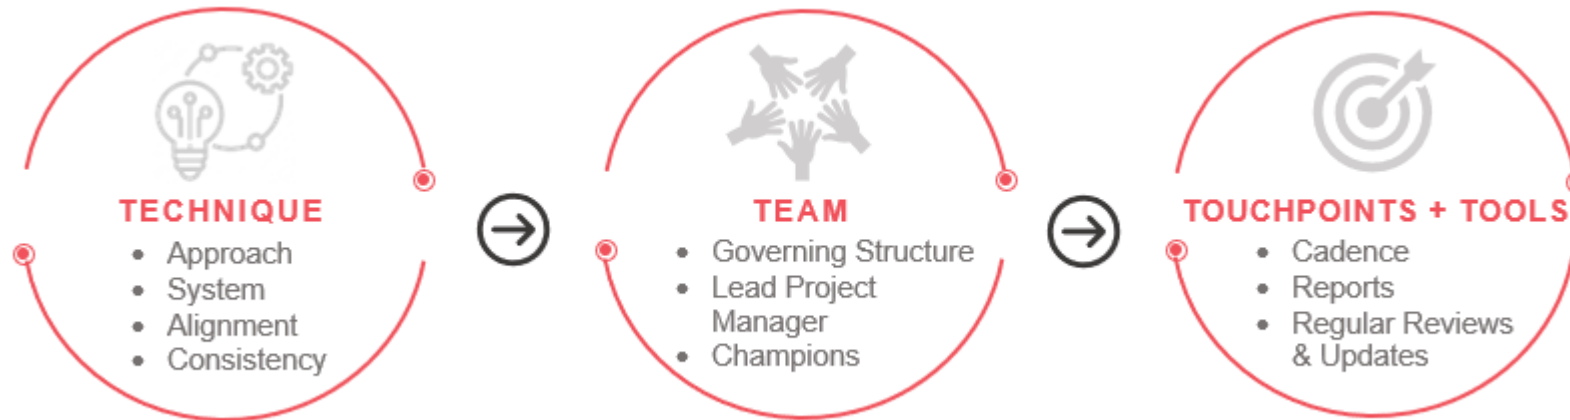 TECHNIQUE
• Approach
• System
• Alignment
• Consistency
TEAM
• Governing Structure
• Lead Project
Manager
• Champions
TOUCHPOINTS + TOOLS
• Cadence
• Reports
• Regular Reviews
& Updates